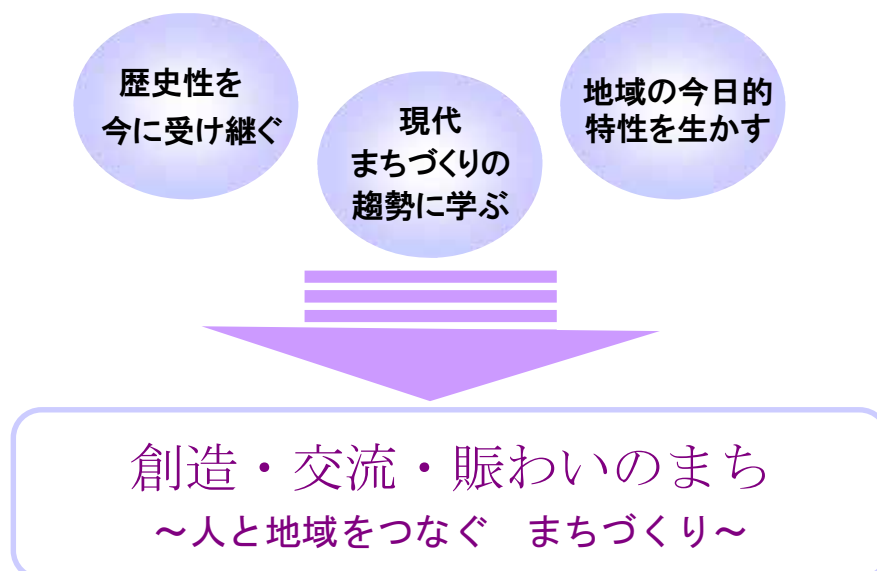 歴史性を
今に受け継ぐ
現代
まちづくりの
趨勢に学ぶ
地域の今日的
特性を生かす
創造・交流・賑わいのまち
～人と地域をつなぐ　まちづくり～